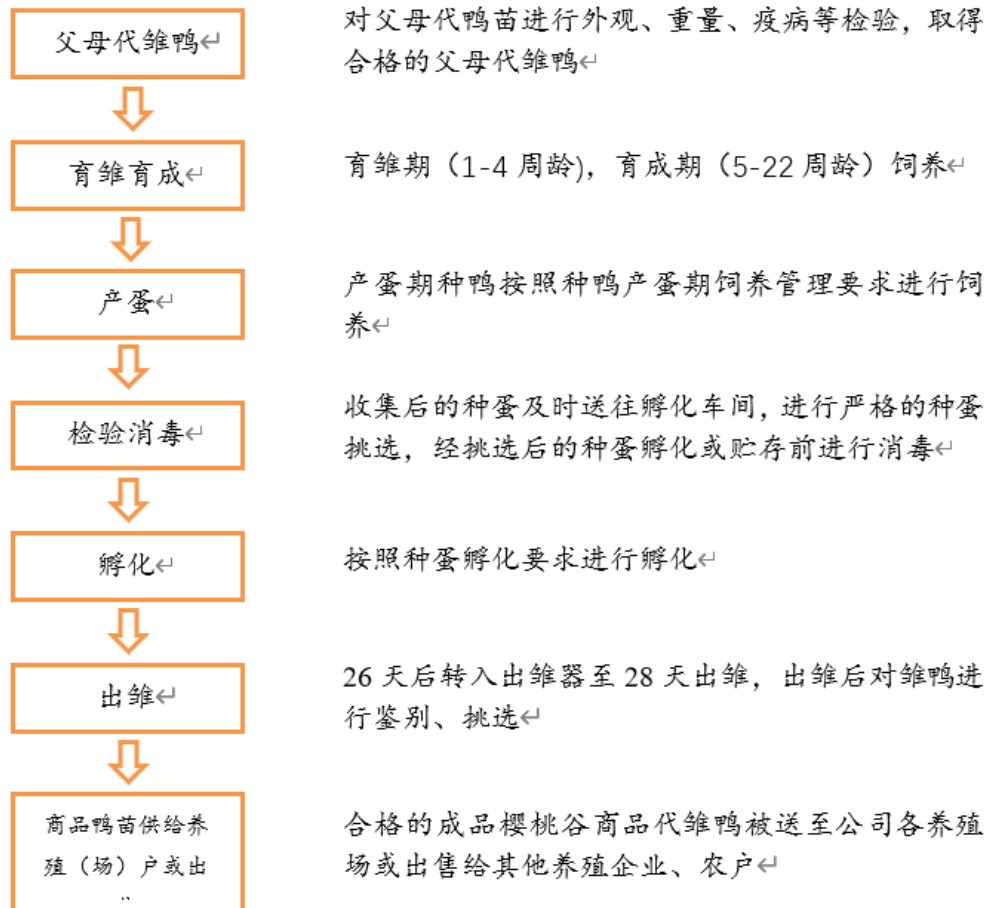 父母代雏鸭↵
对父母代鸭苗进行外观、重量、疫病等检验，取得
合格的父母代雏鸭↵
育雏育成↵
育雏期（1-4 周龄)，育成期（5-22 周龄）饲养↵
产蛋↵
产蛋期种鸭按照种鸭产蛋期饲养管理要求进行饲
养↵
检验消毒↵
收集后的种蛋及时送往孵化车间，进行严格的种蛋
挑选，经挑选后的种蛋孵化或贮存前进行消毒↵
孵化↵
按照种蛋孵化要求进行孵化↵
出雏↵
26 天后转入出雏器至 28 天出雏，出雏后对雏鸭进
行鉴别、挑选↵
商品鸭苗供给养
殖（场）户或出
合格的成品樱桃谷商品代雏鸭被送至公司各养殖
场或出售给其他养殖企业、农户↵